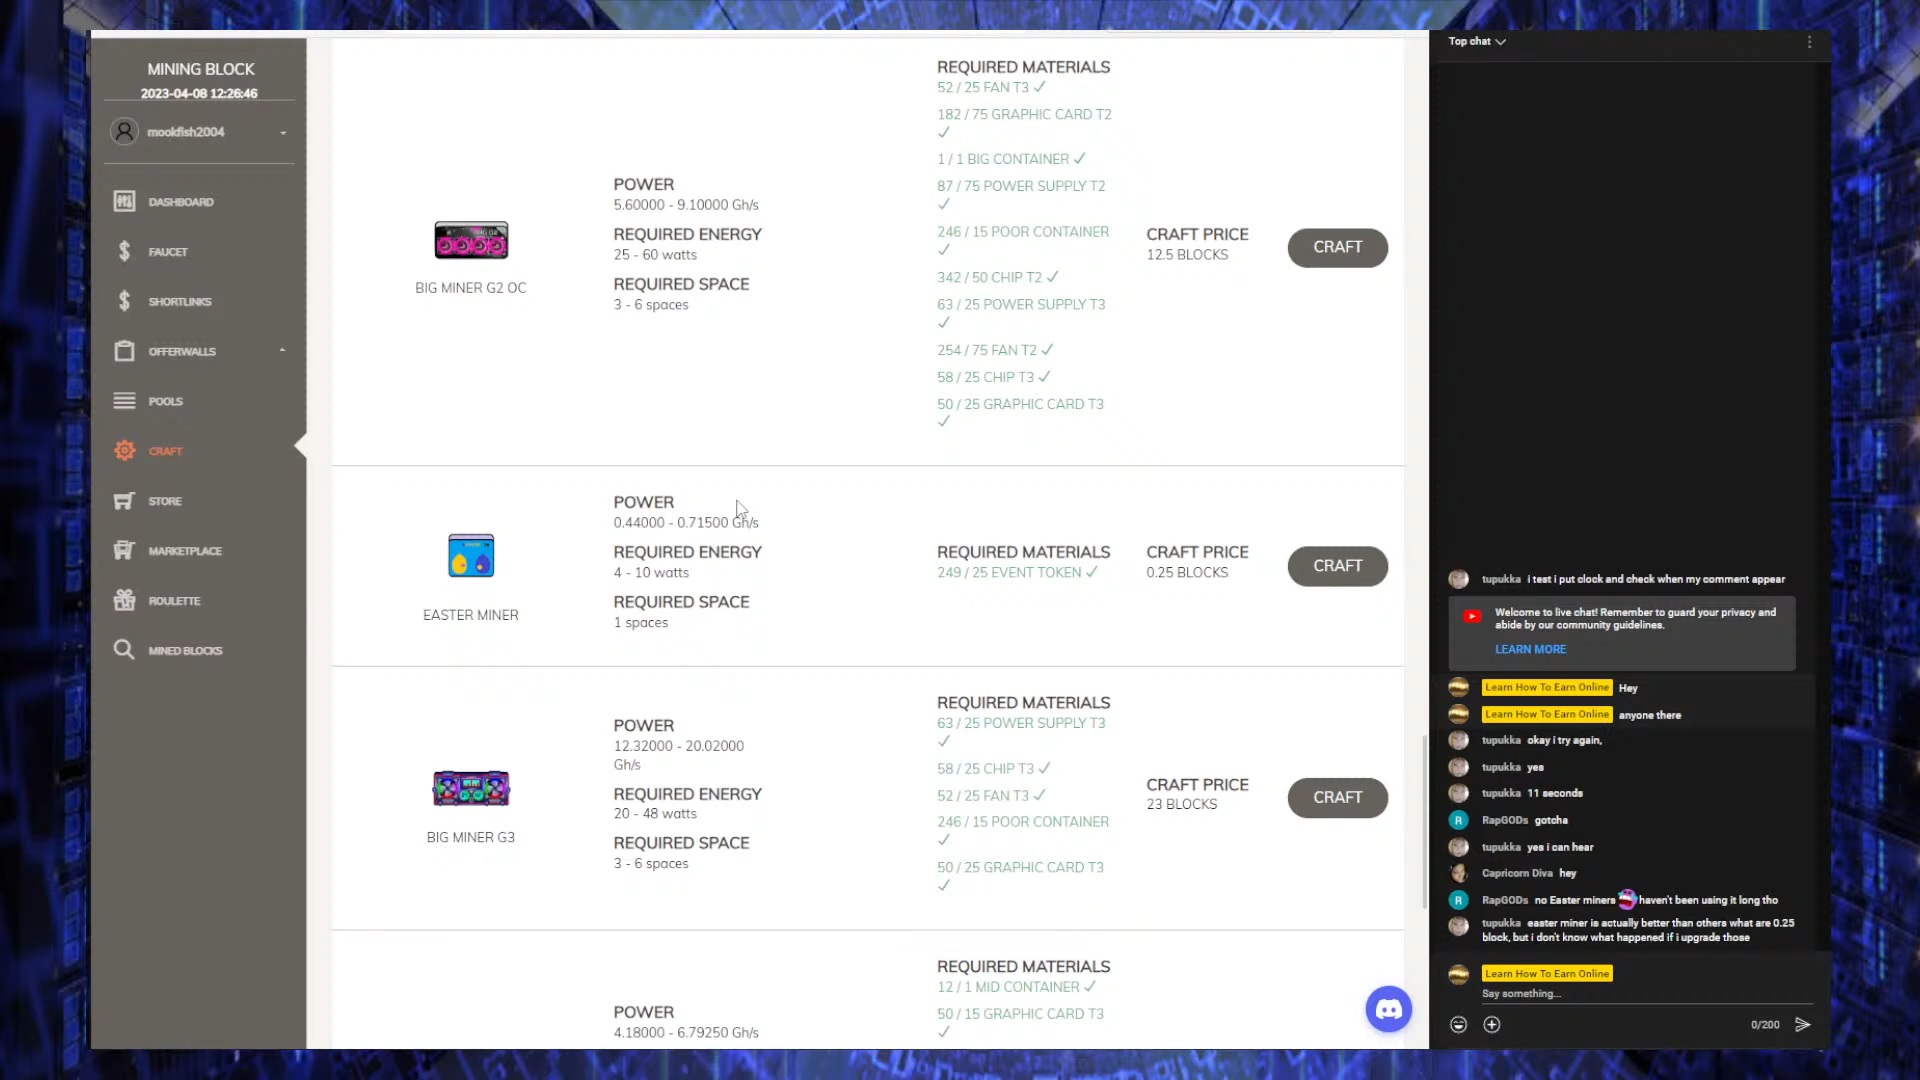 MINING BLOCK
2023-04-08 12:26:46
mookfish2004
DASHBOARD
FAUCET
SHORTLINKS
OFFERWALLS
POOLS
CRAFT
STORE
MARKETPLACE
ROULETTE
MINED BLOCKS
BIG MINER G2 OC
POWER
5.60000 - 9.10000 Gh/s
REQUIRED ENERGY
25 - 60 watts
REQUIRED SPACE
3 - 6 spaces
REQUIRED MATERIALS
52 / 25 FAN T3 ✓
182 / 75 GRAPHIC CARD T2
✓
1 / 1 BIG CONTAINER ✓
87 / 75 POWER SUPPLY T2
✓
246 / 15 POOR CONTAINER
✓
342 / 50 CHIP T2 ✓
63 / 25 POWER SUPPLY T3
✓
254 / 75 FAN T2 ✓
58 / 25 CHIP T3 ✓
50 / 25 GRAPHIC CARD T3
✓
CRAFT PRICE
12.5 BLOCKS
CRAFT
EASTER MINER
POWER
0.44000 - 0.71500 Gh/s
REQUIRED ENERGY
4 - 10 watts
REQUIRED SPACE
1 spaces
REQUIRED MATERIALS
249 / 25 EVENT TOKEN ✓
CRAFT PRICE
0.25 BLOCKS
CRAFT
BIG MINER G3
POWER
12.32000 - 20.02000
Gh/s
REQUIRED ENERGY
20 - 48 watts
REQUIRED SPACE
3 - 6 spaces
REQUIRED MATERIALS
63 / 25 POWER SUPPLY T3
✓
58 / 25 CHIP T3 ✓
52 / 25 FAN T3 ✓
246 / 15 POOR CONTAINER
✓
50 / 25 GRAPHIC CARD T3
✓
CRAFT PRICE
23 BLOCKS
CRAFT
POWER
4.18000 - 6.79250 Gh/s
REQUIRED MATERIALS
12 / 1 MID CONTAINER ✓
50 / 15 GRAPHIC CARD T3
✓
Top chat
tupukka i test i put clock and check when my comment appear
Welcome to live chat! Remember to guard your privacy and
abide by our community guidelines.
LEARN MORE
Learn How To Earn Online Hey
Learn How To Earn Online anyone there
tupukka okay i try again,
tupukka yes
tupukka 11 seconds
R RapGODs gotcha
tupukka yes i can hear
Capricorn Diva hey
R RapGODs no Easter miners haven't been using it long tho
tupukka easter miner is actually better than others what are 0.25
block, but i don't know what happened if i upgrade those
Learn How To Earn Online
Say something...
0/200